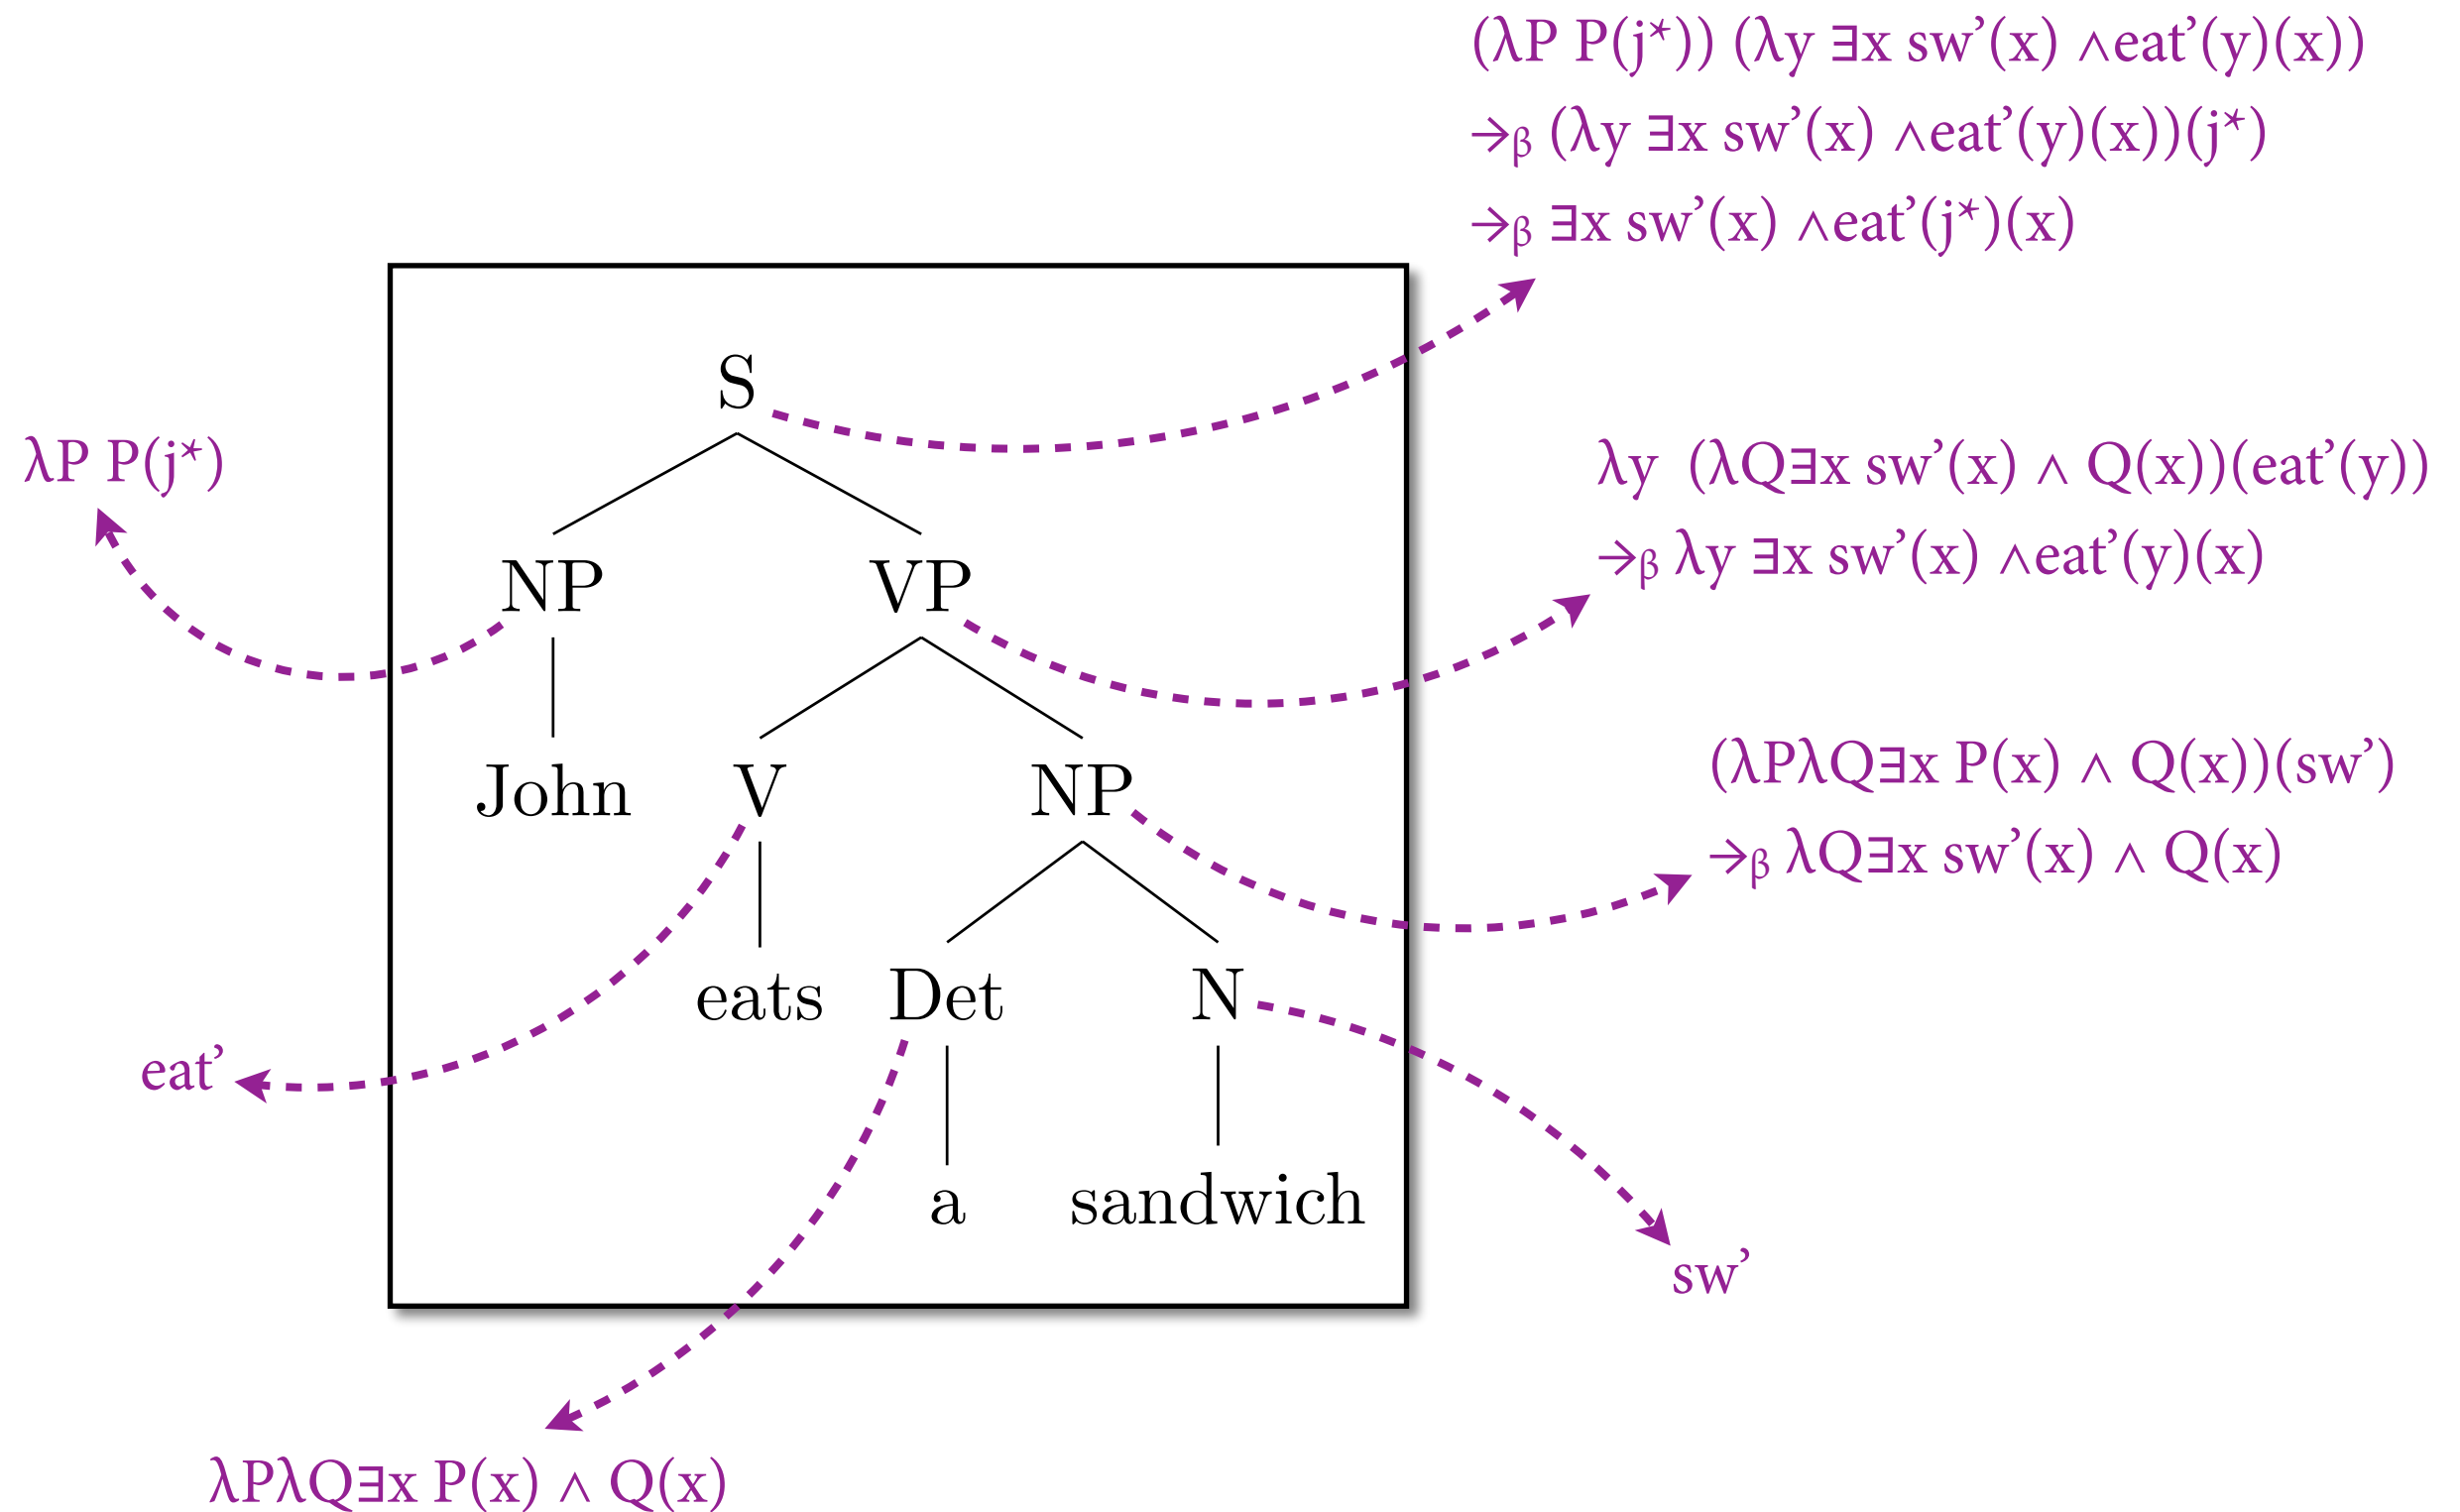 (λP P(j*)) (λy ∃x sw’(x) ∧eat’(y)(x))
→β (λy ∃x sw’(x) ∧eat’(y)(x))(j*)
→β ∃x sw’(x) ∧eat’(j*)(x)
S
λP P(j*)
λy (λQ∃x sw’(x) ∧ Q(x))(eat’(y))
→β λy ∃x sw’(x) ∧eat’(y)(x)
NP VP
John V NP
(λPλQ∃x P(x) ∧ Q(x))(sw’)
→β λQ∃x sw’(x) ∧ Q(x)
eats Det N
eat’
a sandwich
sw’
λPλQ∃x P(x) ∧ Q(x)